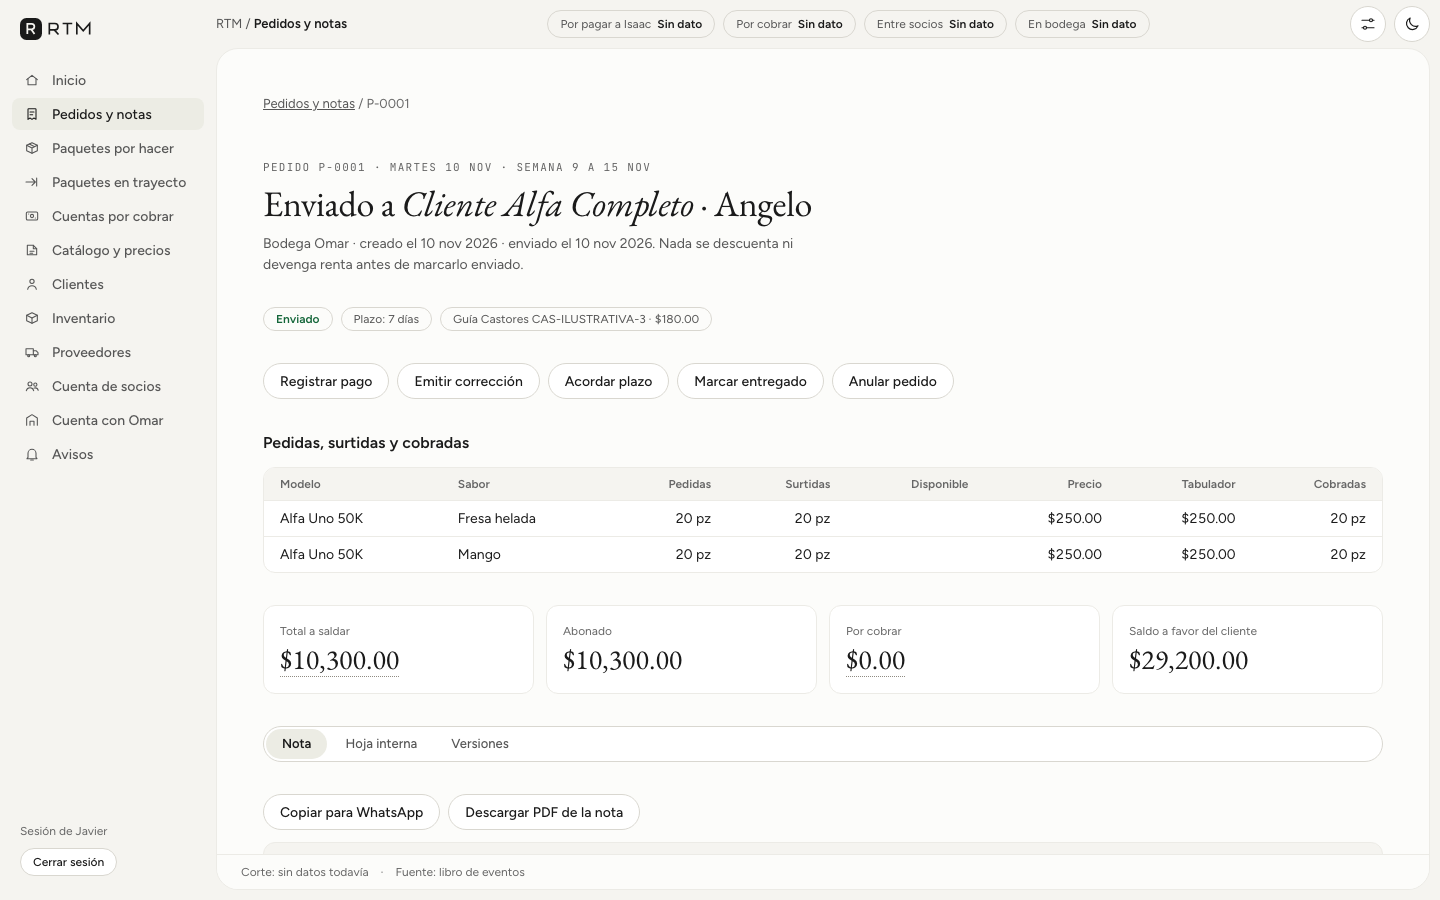 R RTM
RTM / Pedidos y notas
Por pagar a Isaac Sin dato
Por cobrar Sin dato
Entre socios Sin dato
En bodega Sin dato
Inicio
Pedidos y notas
Paquetes por hacer
Paquetes en trayecto
Cuentas por cobrar
Catálogo y precios
Clientes
Inventario
Proveedores
Cuenta de socios
Cuenta con Omar
Avisos
Sesión de Javier
Cerrar sesión
Pedidos y notas / P-0001
PEDIDO P-0001 · MARTES 10 NOV · SEMANA 9 A 15 NOV
Enviado a Cliente Alfa Completo · Angelo
Bodega Omar · creado el 10 nov 2026 · enviado el 10 nov 2026. Nada se descuenta ni
devenga renta antes de marcarlo enviado.
Enviado
Plazo: 7 días
Guía Castores CAS-ILUSTRATIVA-3 · $180.00
Registrar pago
Emitir corrección
Acordar plazo
Marcar entregado
Anular pedido
Pedidas, surtidas y cobradas
Modelo Sabor Pedidas Surtidas Disponible Precio Tabulador Cobradas
Alfa Uno 50K Fresa helada 20 pz 20 pz $250.00 $250.00 20 pz
Alfa Uno 50K Mango 20 pz 20 pz $250.00 $250.00 20 pz
Total a saldar
$10,300.00
Abonado
$10,300.00
Por cobrar
$0.00
Saldo a favor del cliente
$29,200.00
Nota
Hoja interna
Versiones
Copiar para WhatsApp
Descargar PDF de la nota
Corte: sin datos todavía · Fuente: libro de eventos